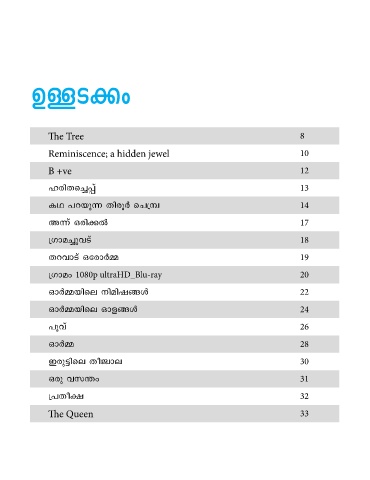 ഉള്ളടക്കം
The Tree 8
Reminiscence; a hidden jewel 10
B +ve 12
ഹരിതച്ചെപ്പ് 13
കഥ പറയുന്ന തിരൂർ ചെമ്പ്ര 14
അന്ന് ഒരിക്കൽ 17
ഗ്രാമച്ചുവട് 18
തറവാട് ഒരോർമ്മ 19
ഗ്രാമം 1080p ultraHD_Blu-ray 20
ഓർമ്മയിലെ നിമിഷങ്ങൾ 22
ഓർമ്മയിലെ ഓളങ്ങൾ 24
പൂവ് 26
ഓർമ്മ 28
ഇരുട്ടിലെ തീജ്വാല 30
ഒരു വസന്തം 31
പ്രതീക്ഷ 32
The Queen 33